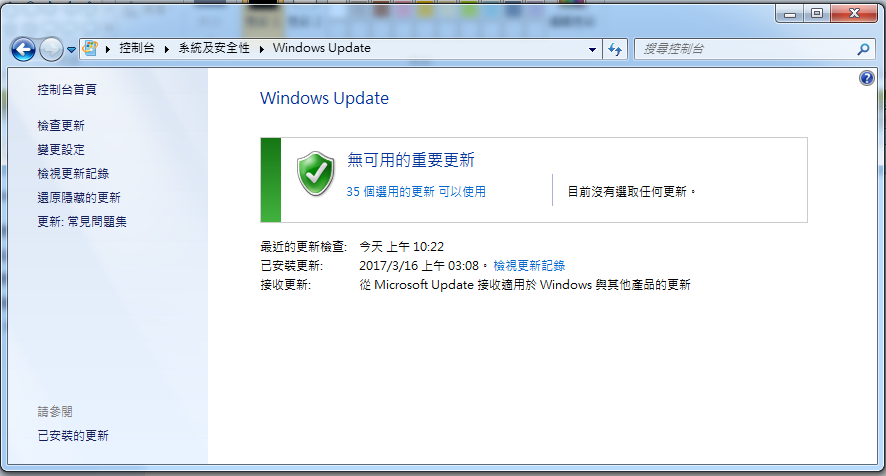 控制台 ▸ 系統及安全性 ▸ Windows Update
搜尋控制台
控制台首頁
檢查更新
變更設定
檢視更新記錄
還原隱藏的更新
更新: 常見問題集
Windows Update
無可用的重要更新
35 個選用的更新 可以使用
目前沒有選取任何更新。
最近的更新檢查: 今天 上午 10:22
已安裝更新: 2017/3/16 上午 03:08。檢視更新記錄
接收更新: 從 Microsoft Update 接收適用於 Windows 與其他產品的更新
請參閱
已安裝的更新